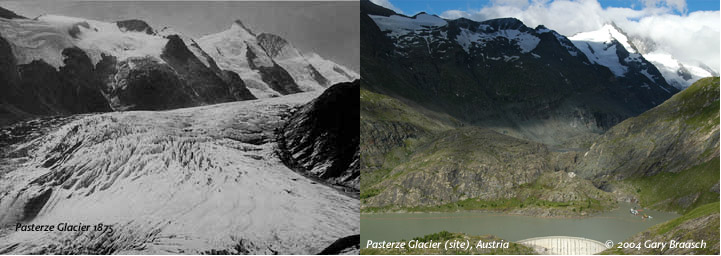 Pasterze Glacier 1875
Pasterze Glacier (site), Austria
© 2004 Gary Braasch